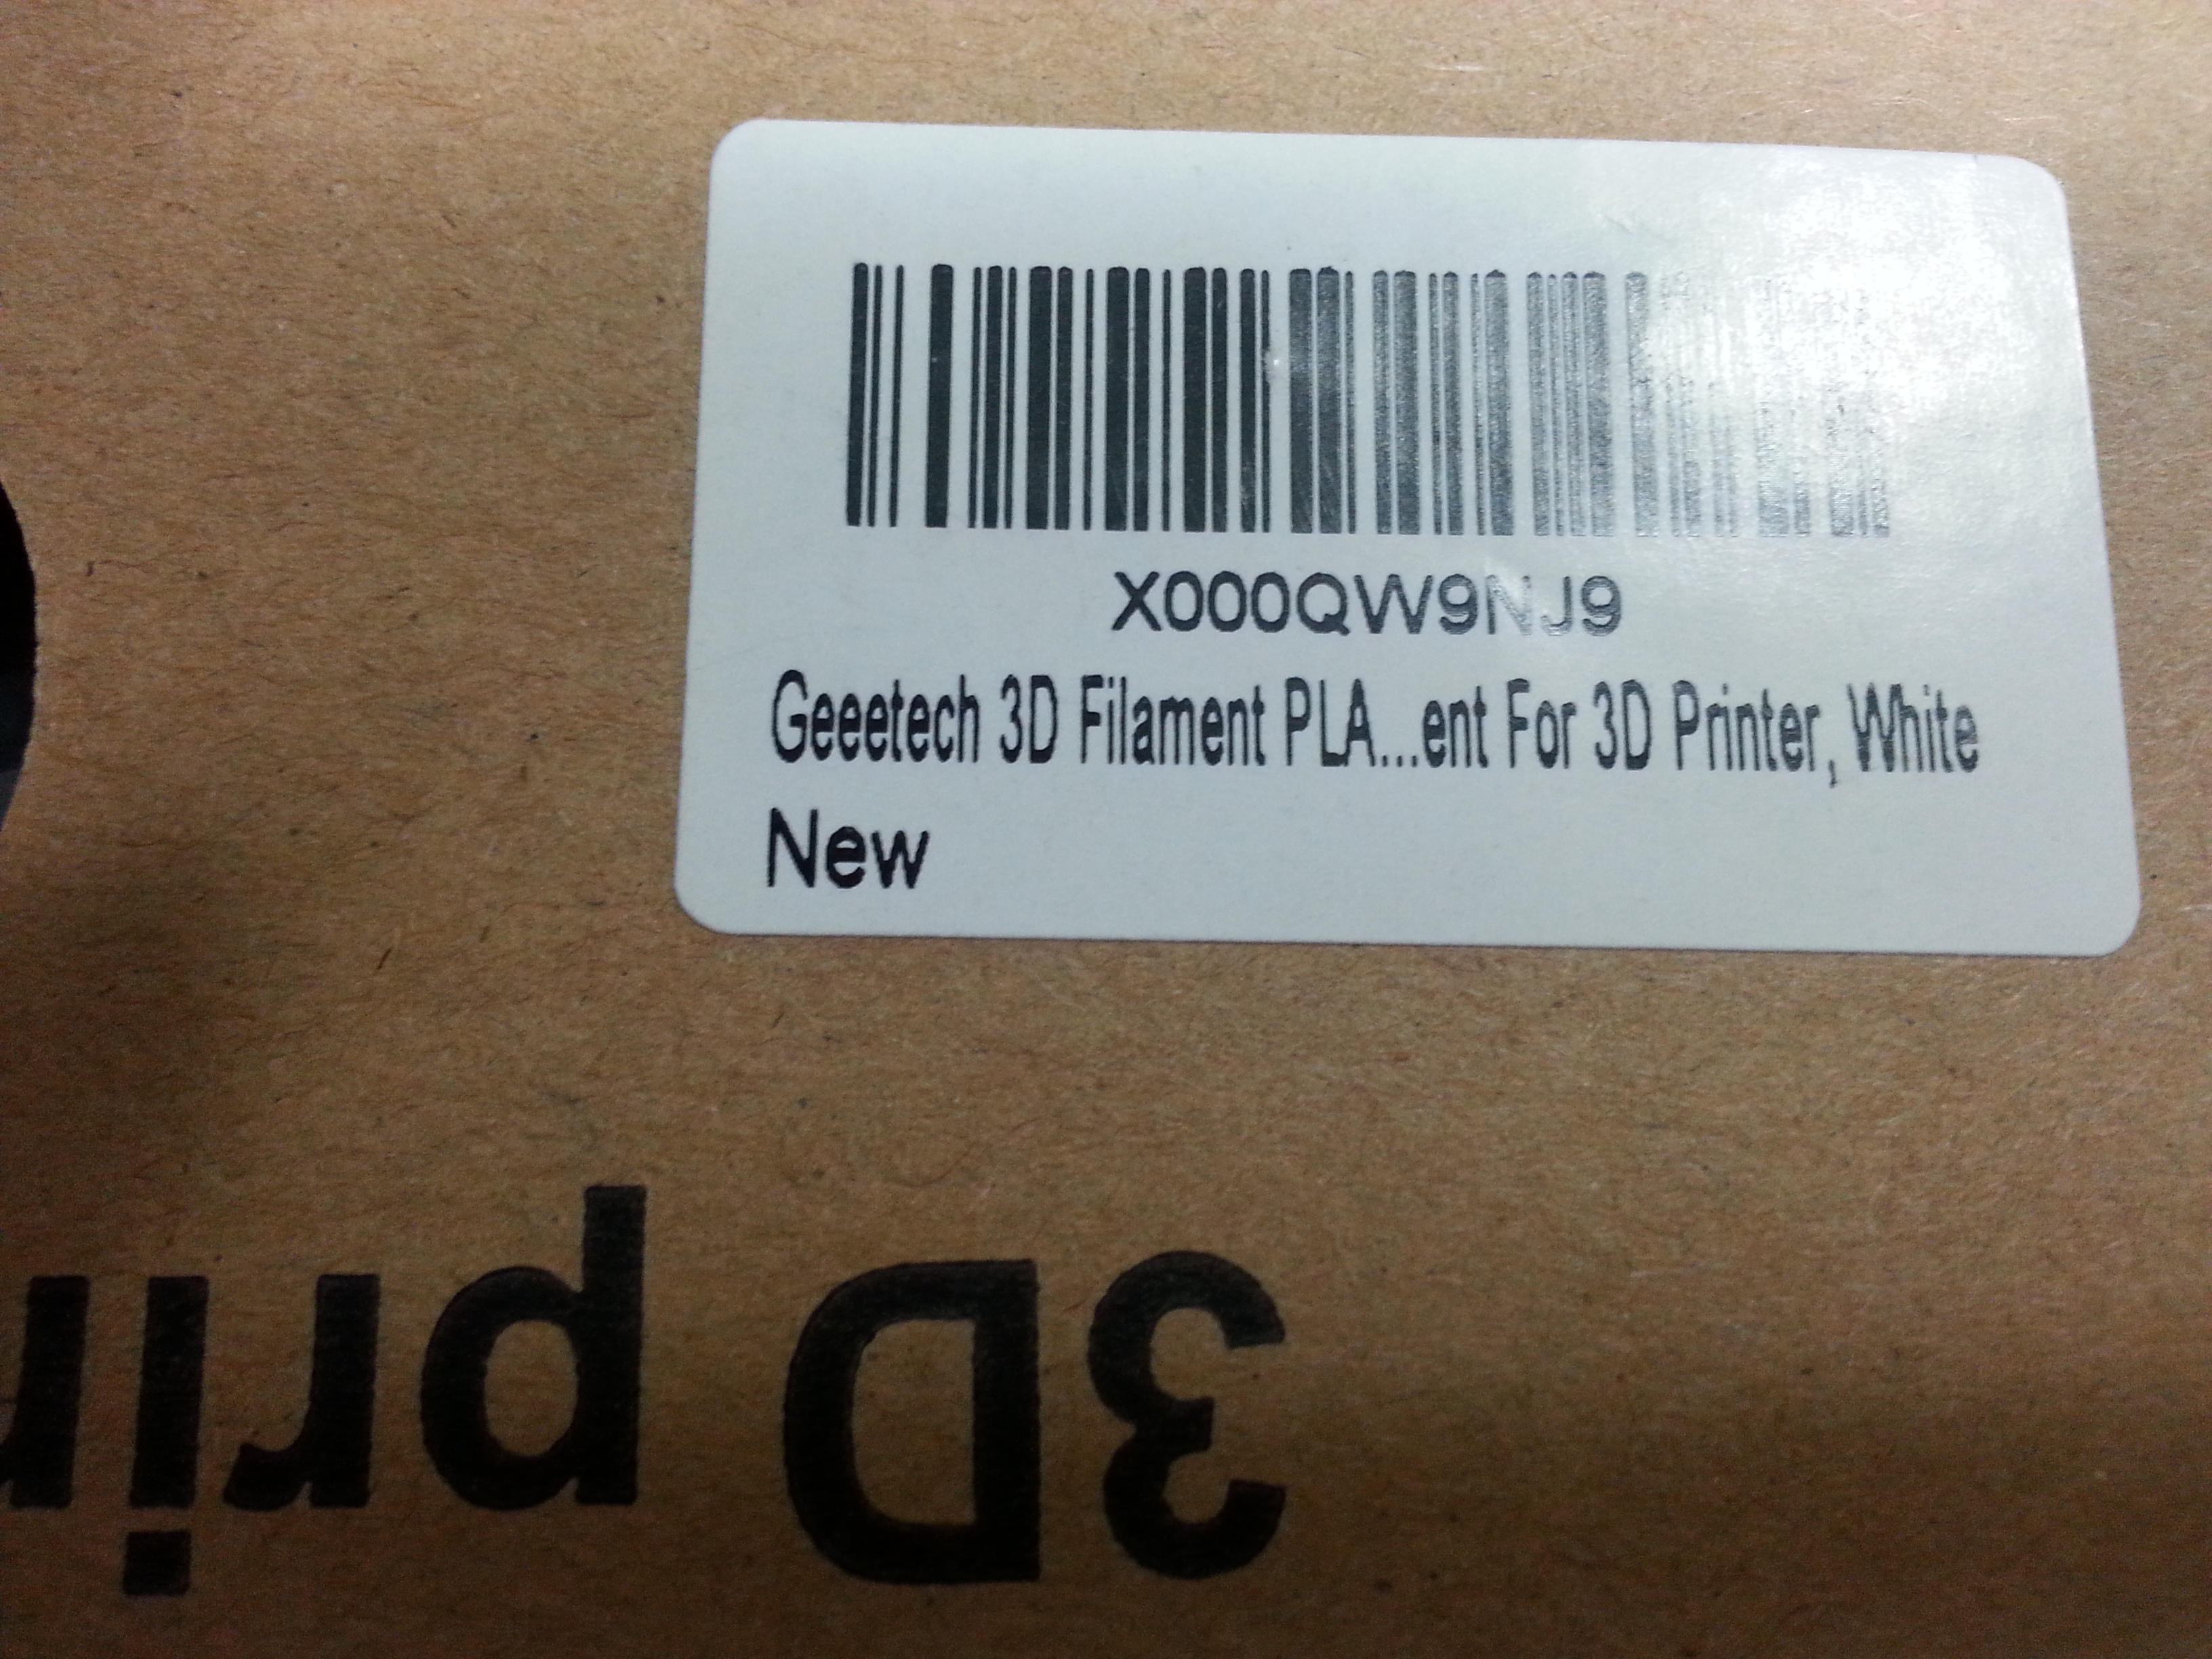 X000QW9NJ9
Geeetech 3D Filament PLA...ent For 3D Printer, White
New
3D prin